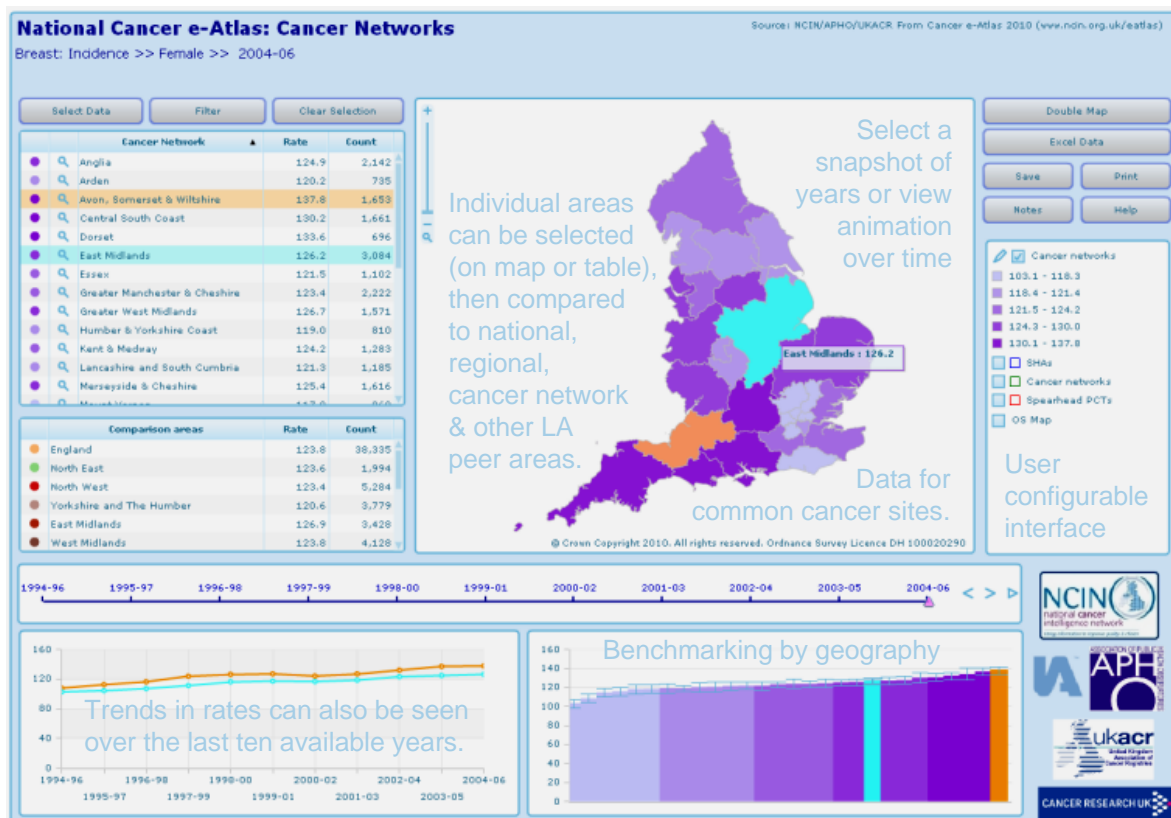 National Cancer e-Atlas: Cancer Networks
Source: NCIN/APHO/UKACR From Cancer e-Atlas 2010 (www.ncin.org.uk/eatlas)
Breast: Incidence >> Female >> 2004-06
Select Data Filter Clear Selection
Cancer Network Rate Count
Anglia 124.9 2,142
Arden 120.2 735
Avon, Somerset & Wiltshire 137.8 1,653
Central South Coast 130.2 1,661
Dorset 133.6 696
East Midlands 126.2 3,084
Essex 121.5 1,102
Greater Manchester & Cheshire 123.4 2,222
Greater West Midlands 126.7 1,571
Humber & Yorkshire Coast 119.0 810
Kent & Medway 124.2 1,283
Lancashire and South Cumbria 121.3 1,185
Merseyside & Cheshire 125.4 1,616
Comparison areas Rate Count
England 123.8 38,335
North East 123.6 1,994
North West 123.4 5,284
Yorkshire and The Humber 120.6 3,779
East Midlands 126.9 3,428
West Midlands 123.8 4,128
Individual areas
can be selected
(on map or table),
then compared
to national,
regional,
cancer network
& other LA
peer areas.
Select a
snapshot of
years or view
animation
over time
East Midlands : 126.2
Data for
common cancer sites.
© Crown Copyright 2010. All rights reserved. Ordnance Survey Licence DH 100020290
Double Map
Excel Data
Save Print
Notes Help
Cancer networks
103.1 - 118.3
118.4 - 121.4
121.5 - 124.2
124.3 - 130.0
130.1 - 137.8
SHAs
Cancer networks
Spearhead PCTs
OS Map
User
configurable
interface
1994-96 1995-97 1996-98 1997-99 1998-00 1999-01 2000-02 2001-03 2002-04 2003-05 2004-06 < >
160
120
80
40
0
Trends in rates can also be seen
over the last ten available years.
1994-96 1996-98 1998-00 2000-02 2002-04 2004-06
1995-97 1997-99 1999-01 2001-03 2003-05
Benchmarking by geography
160
140
120
100
80
60
40
20
0
NCIN
national cancer
intelligence network
APHO
ukacr
United Kingdom
Association of
Cancer Registries
CANCER RESEARCH UK